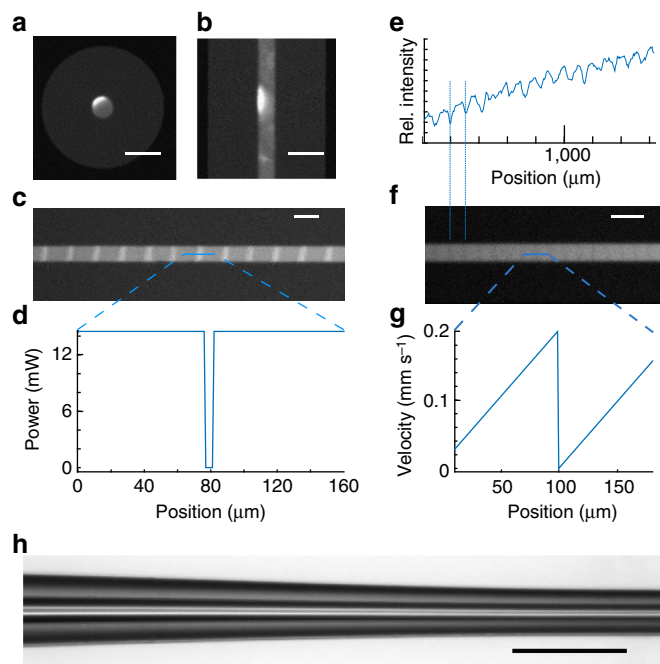 a
b
e
Rel. intensity
1,000
Position (μm)
c
f
d
g
Power (mW)
12
6
0
0 40 80 120 160
Position (μm)
Velocity (mm s⁻¹)
0.2
0.1
0
50 100 150
Position (μm)
h